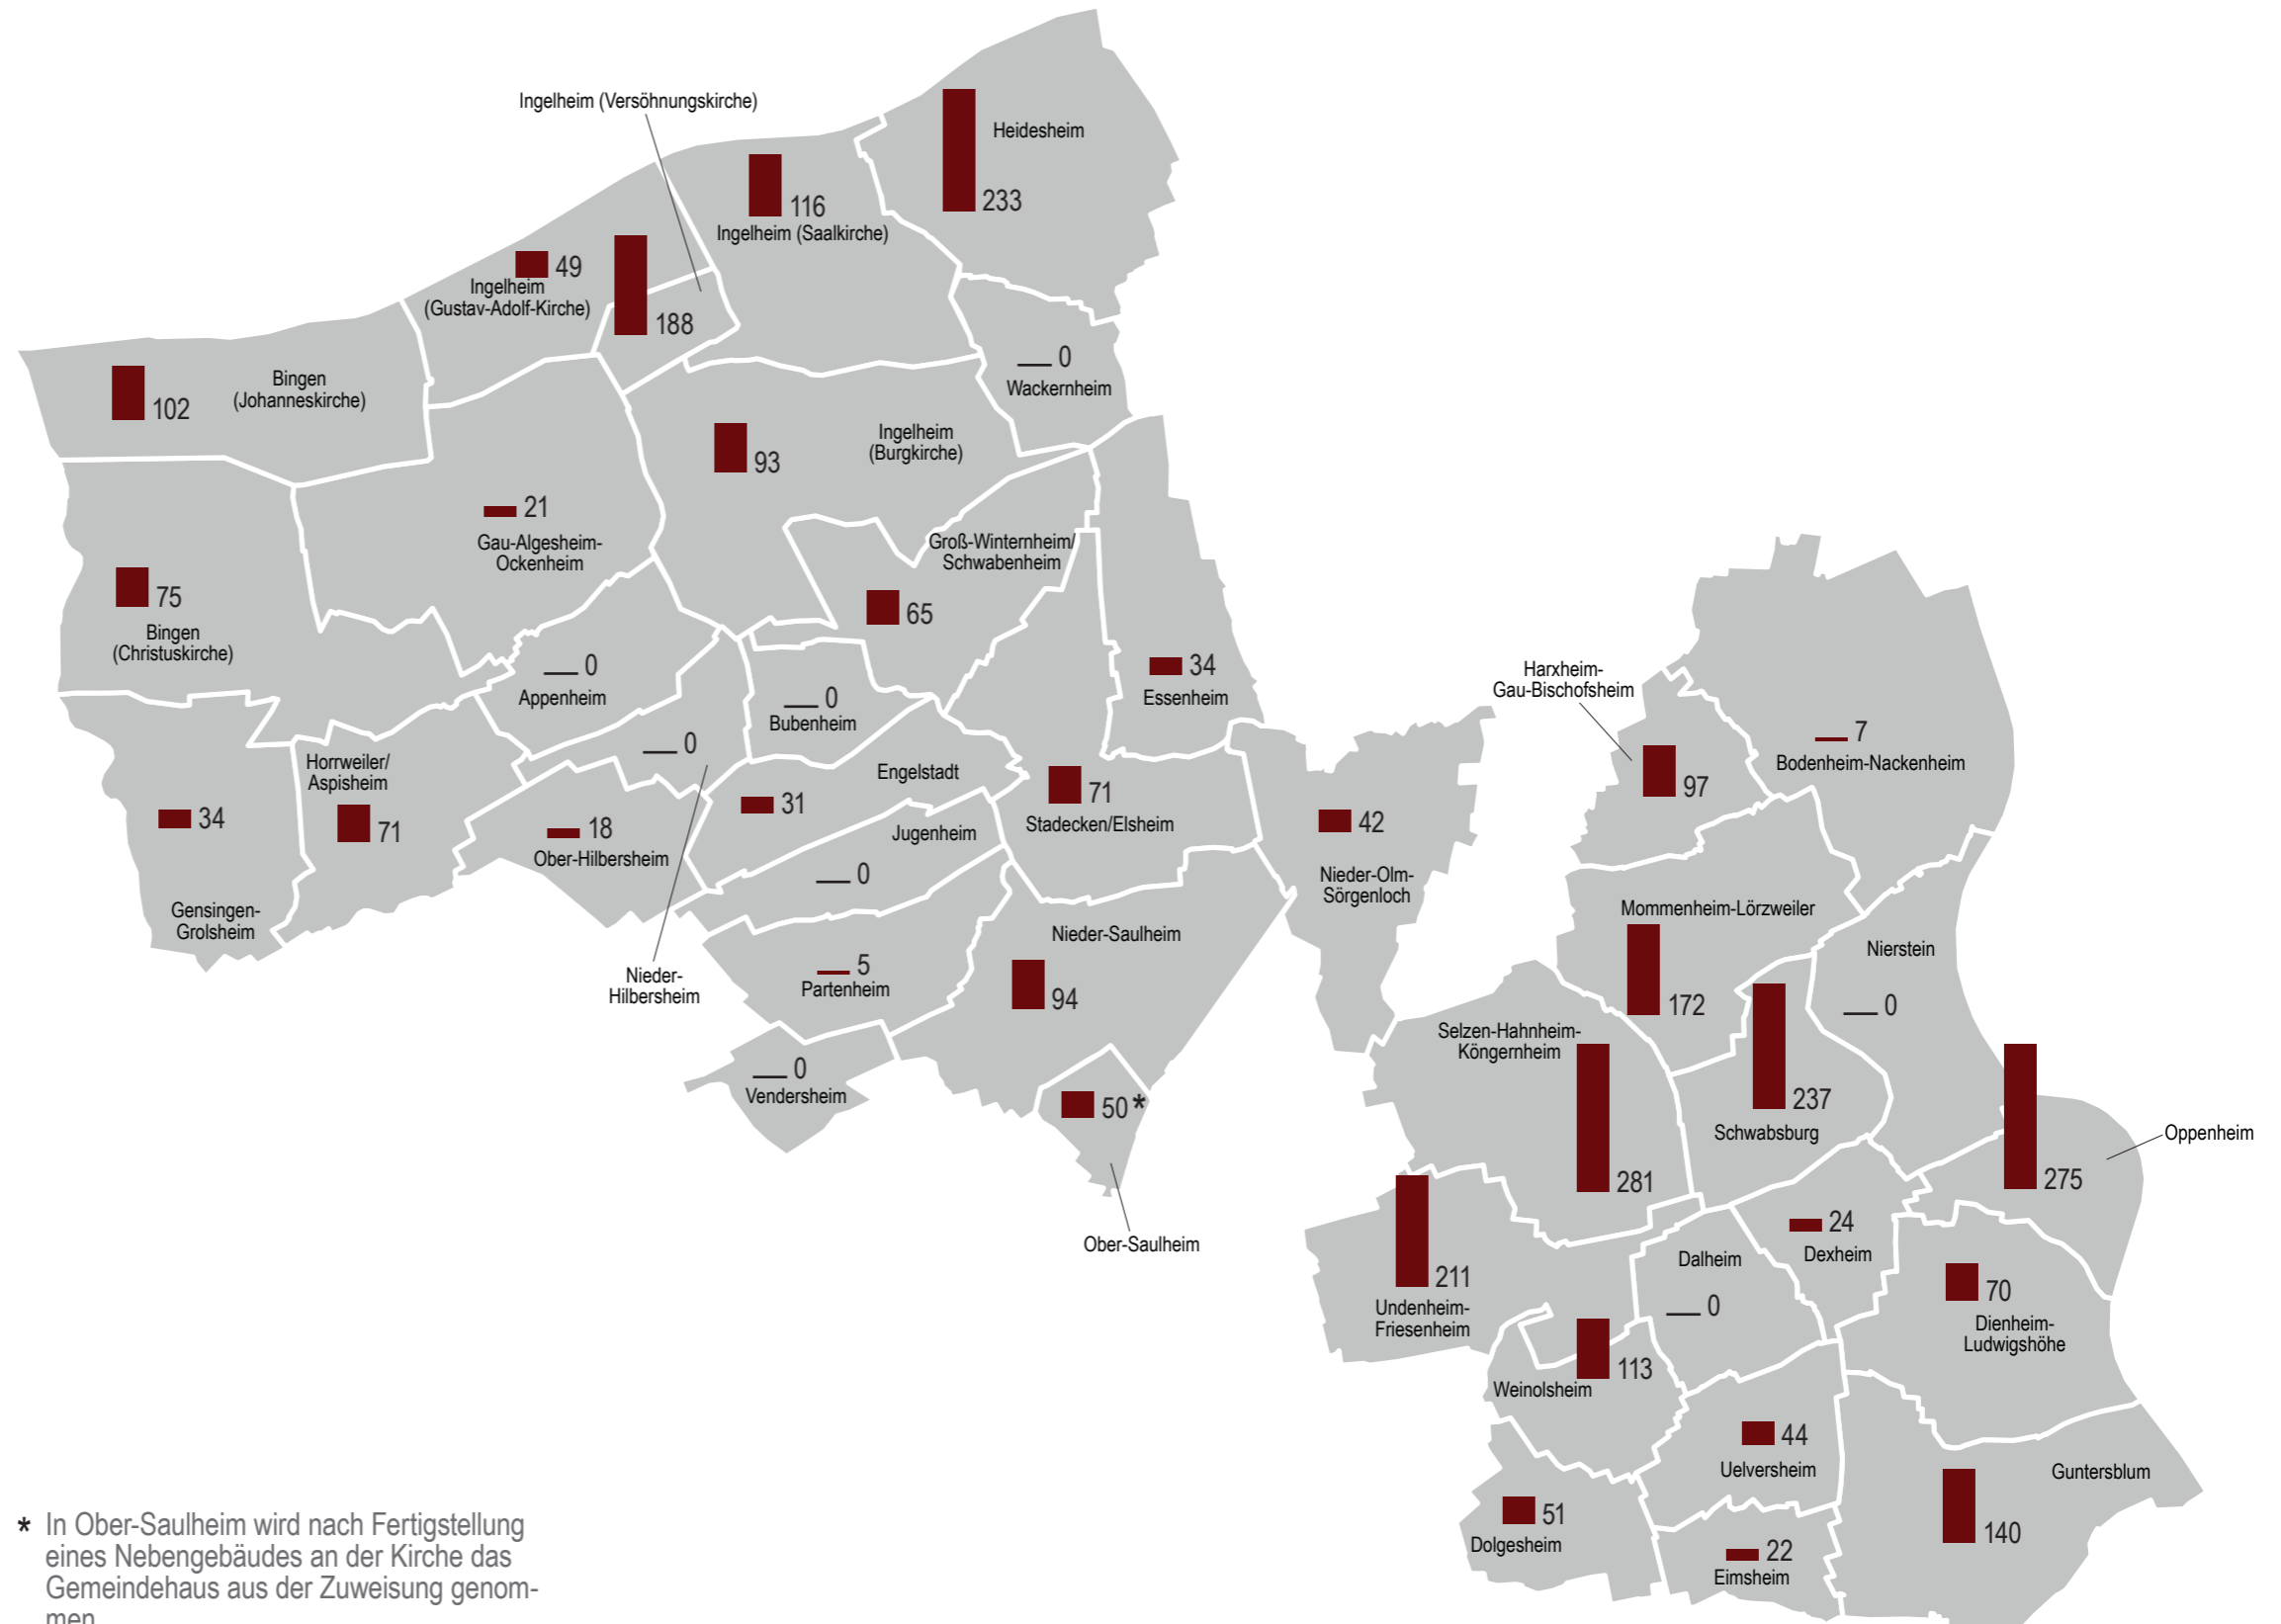 Ingelheim (Versöhnungskirche)
Heidesheim
233
116
Ingelheim (Saalkirche)
49
Ingelheim
(Gustav-Adolf-Kirche)
188
0
Wackernheim
102
Bingen
(Johanneskirche)
93
Ingelheim
(Burgkirche)
21
Gau-Algesheim-
Ockenheim
Groß-Winternheim/
Schwabenheim
65
75
Bingen
(Christuskirche)
0
Appenheim
0
Bubenheim
34
Essenheim
Harxheim-
Gau-Bischofsheim
97
7
Bodenheim-Nackenheim
0
Horrweiler/
Aspisheim
71
34
Gensingen-
Grolsheim
18
Ober-Hilbersheim
Engelstadt
31
71
Stadecken/Elsheim
Jugenheim
0
42
Nieder-Olm-
Sörgenloch
Mommenheim-Lörzweiler
172
Nierstein
0
Nieder-
Hilbersheim
5
Partenheim
Nieder-Saulheim
94
0
Vendersheim
50*
Ober-Saulheim
Selzen-Hahnheim-
Köngernheim
281
237
Schwabsburg
Oppenheim
275
211
Undenheim-
Friesenheim
24
Dexheim
Dalheim
0
70
Dienheim-
Ludwigshöhe
113
Weinolsheim
44
Uelversheim
Guntersblum
140
51
Dolgesheim
22
Eimsheim
* In Ober-Saulheim wird nach Fertigstellung
eines Nebengebäudes an der Kirche das
Gemeindehaus aus der Zuweisung genom-
men